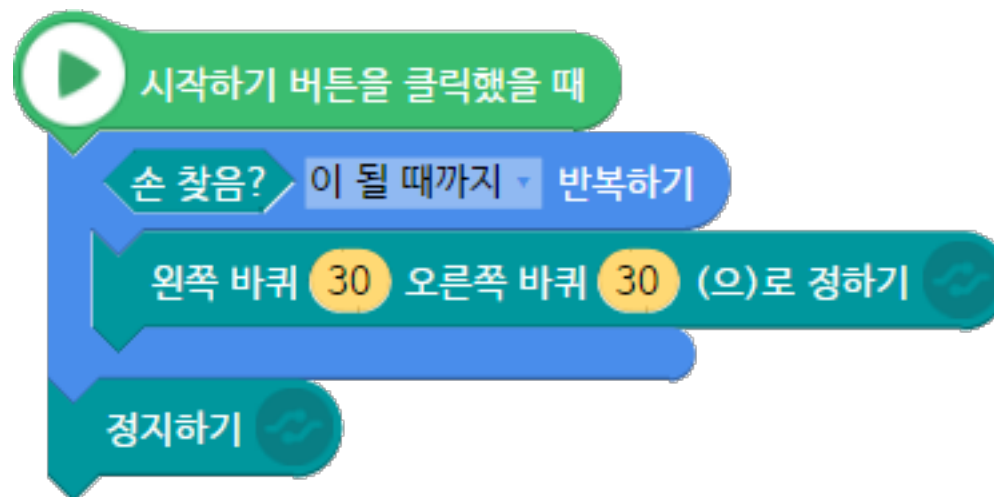 시작하기 버튼을 클릭했을 때
손 찾음? 이 될 때까지 반복하기
왼쪽 바퀴 30 오른쪽 바퀴 30 (으)로 정하기
정지하기